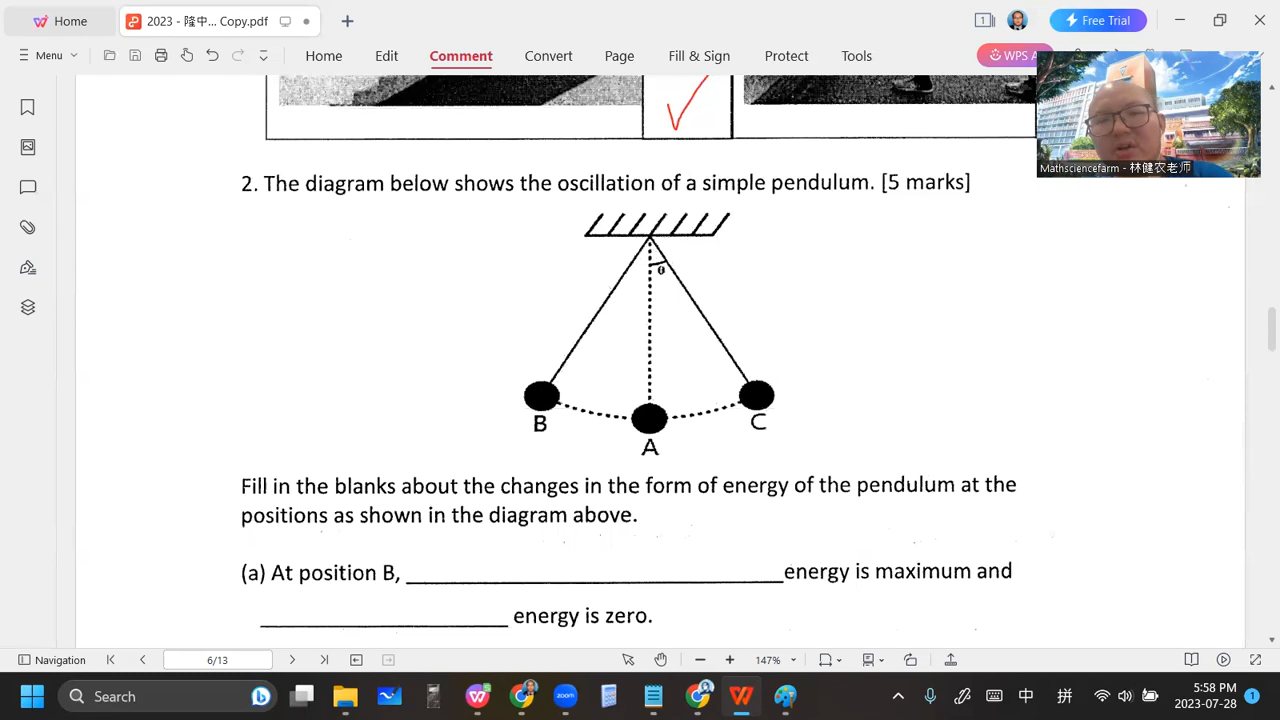 Home
2023 - 隆中... Copy.pdf
1
Free Trial
Menu
Home
Edit
Comment
Convert
Page
Fill & Sign
Protect
Tools
WPS A
Mathsciencefarm - 林健农老师
2. The diagram below shows the oscillation of a simple pendulum. [5 marks]
θ
B
C
A
Fill in the blanks about the changes in the form of energy of the pendulum at the
positions as shown in the diagram above.
(a) At position B, ____________________ energy is maximum and
____________________ energy is zero.
Navigation
6/13
147%
Search
中
拼
5:58 PM
2023-07-28
1